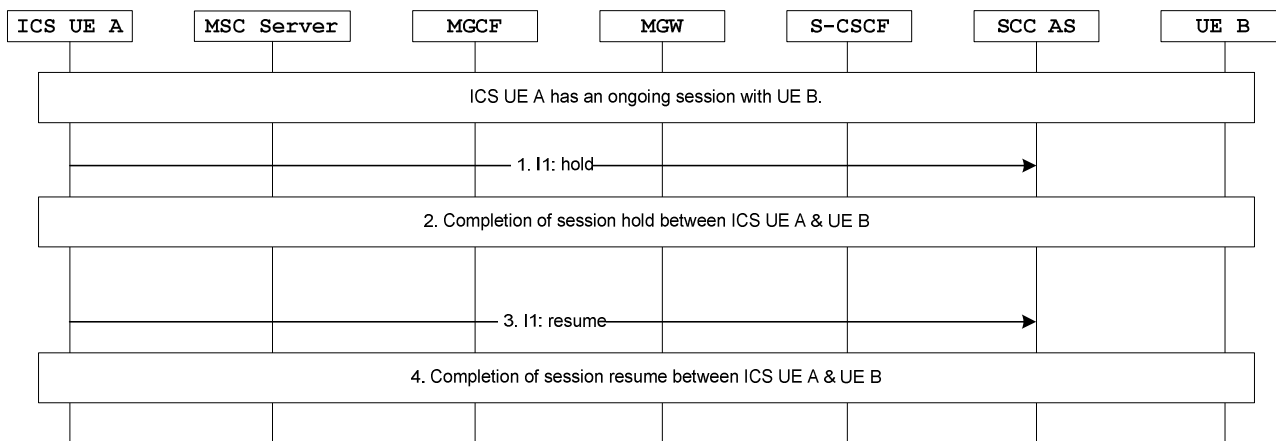 ICS UE A
MSC Server
MGCF
MGW
S-CSCF
SCC AS
UE B
ICS UE A has an ongoing session with UE B.
1. I1: hold
2. Completion of session hold between ICS UE A & UE B
3. I1: resume
4. Completion of session resume between ICS UE A & UE B